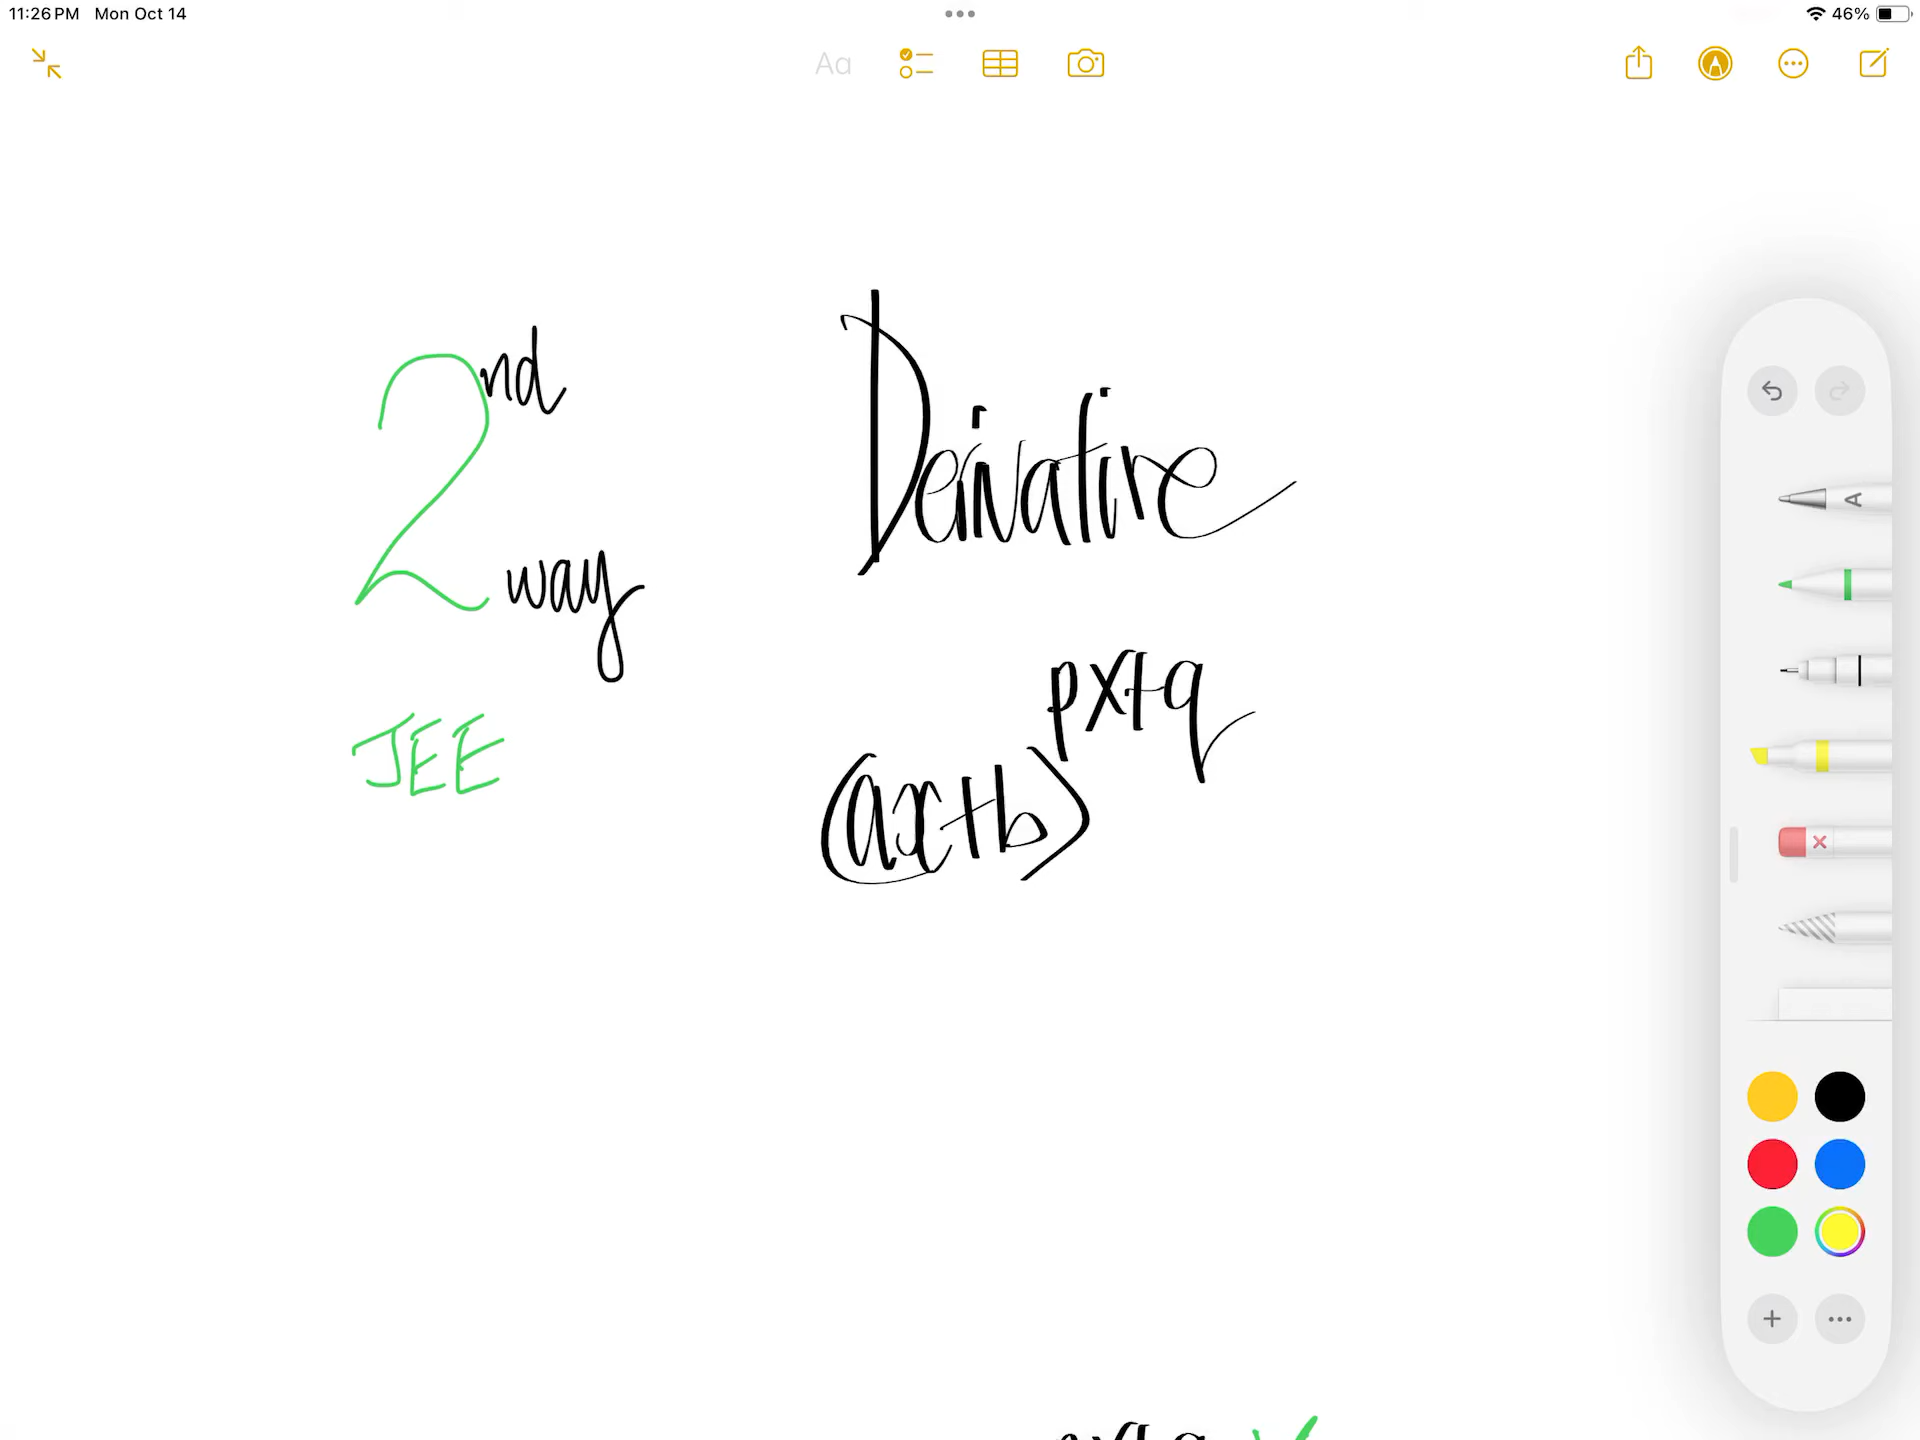 11:26 PM Mon Oct 14
46%
Aa
2nd
way
JEE
Derivative
(ax+b)^px+q
A